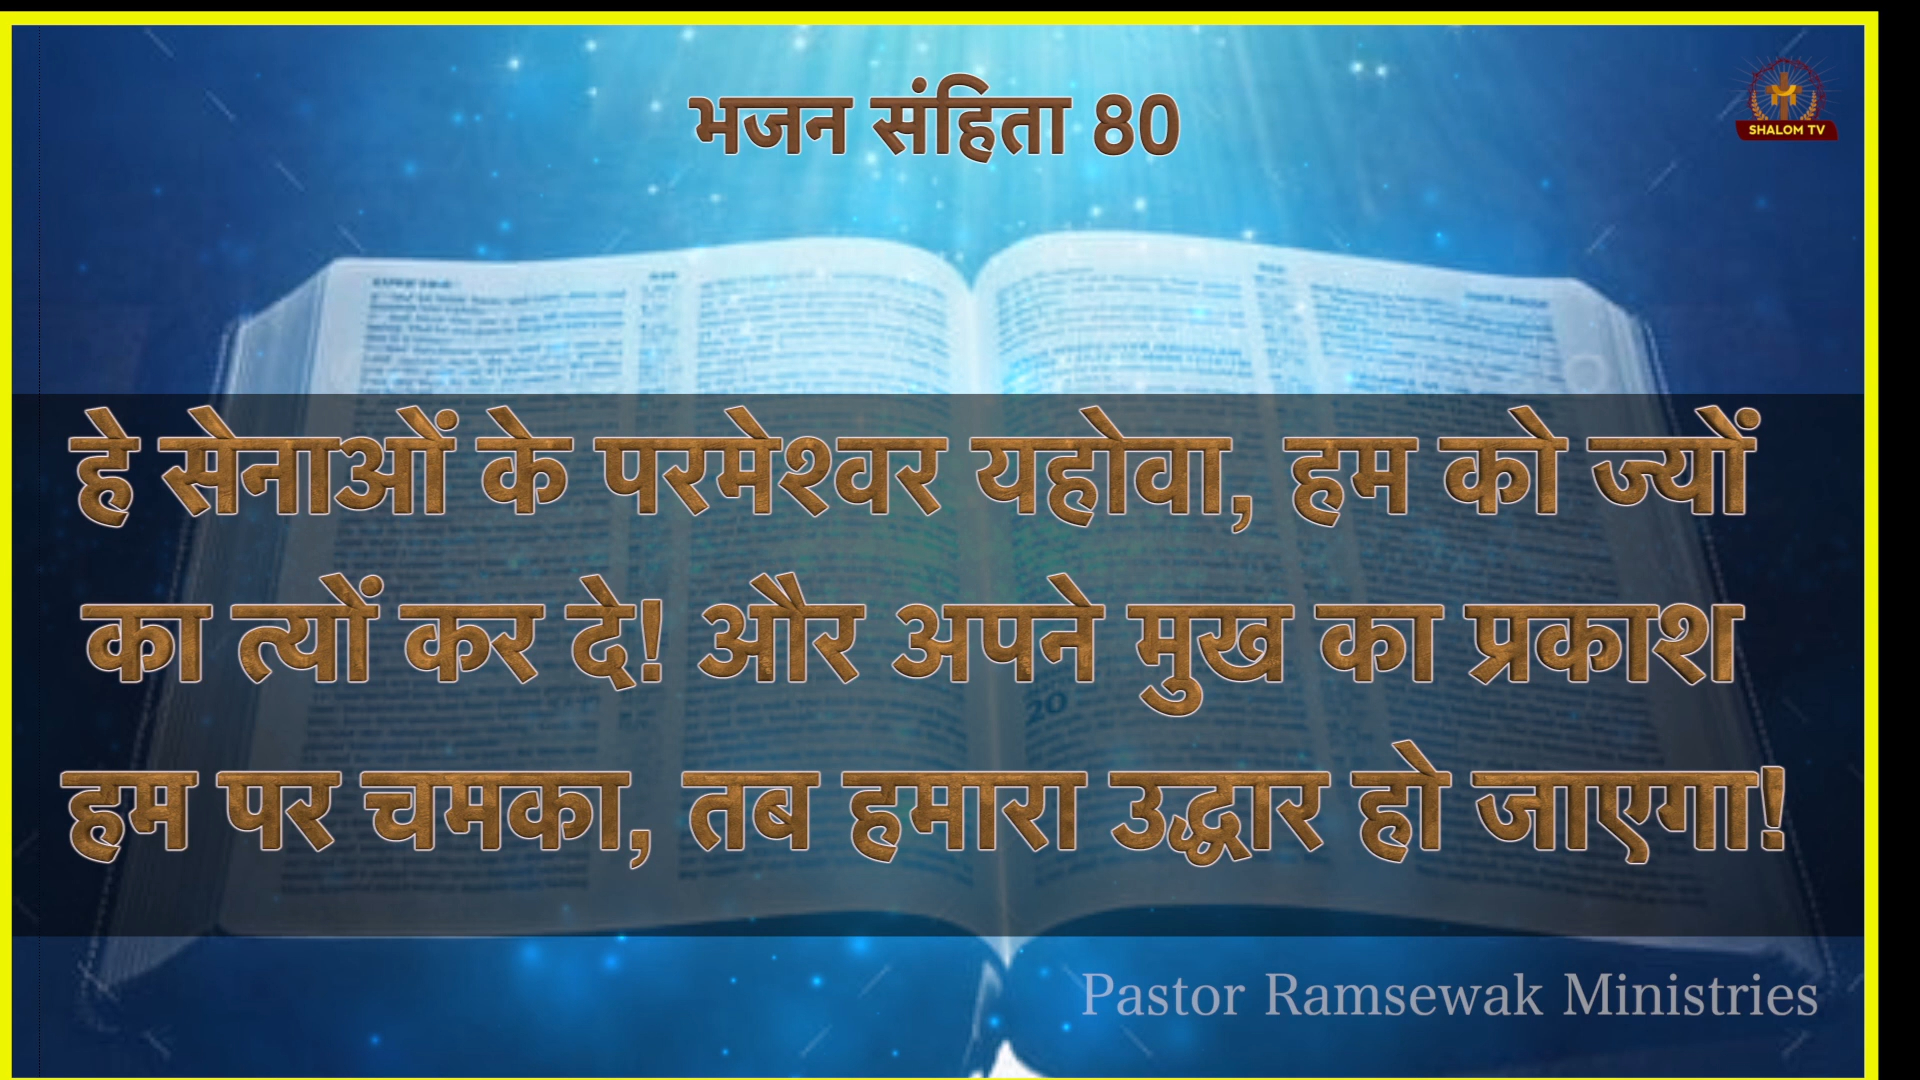 भजन संहिता 80
SHALOM TV
हे सेनाओं के परमेश्वर यहोवा, हम को ज्यों
का त्यों कर दे! और अपने मुख का प्रकाश
हम पर चमका, तब हमारा उद्धार हो जाएगा!
20
Pastor Ramsewak Ministries